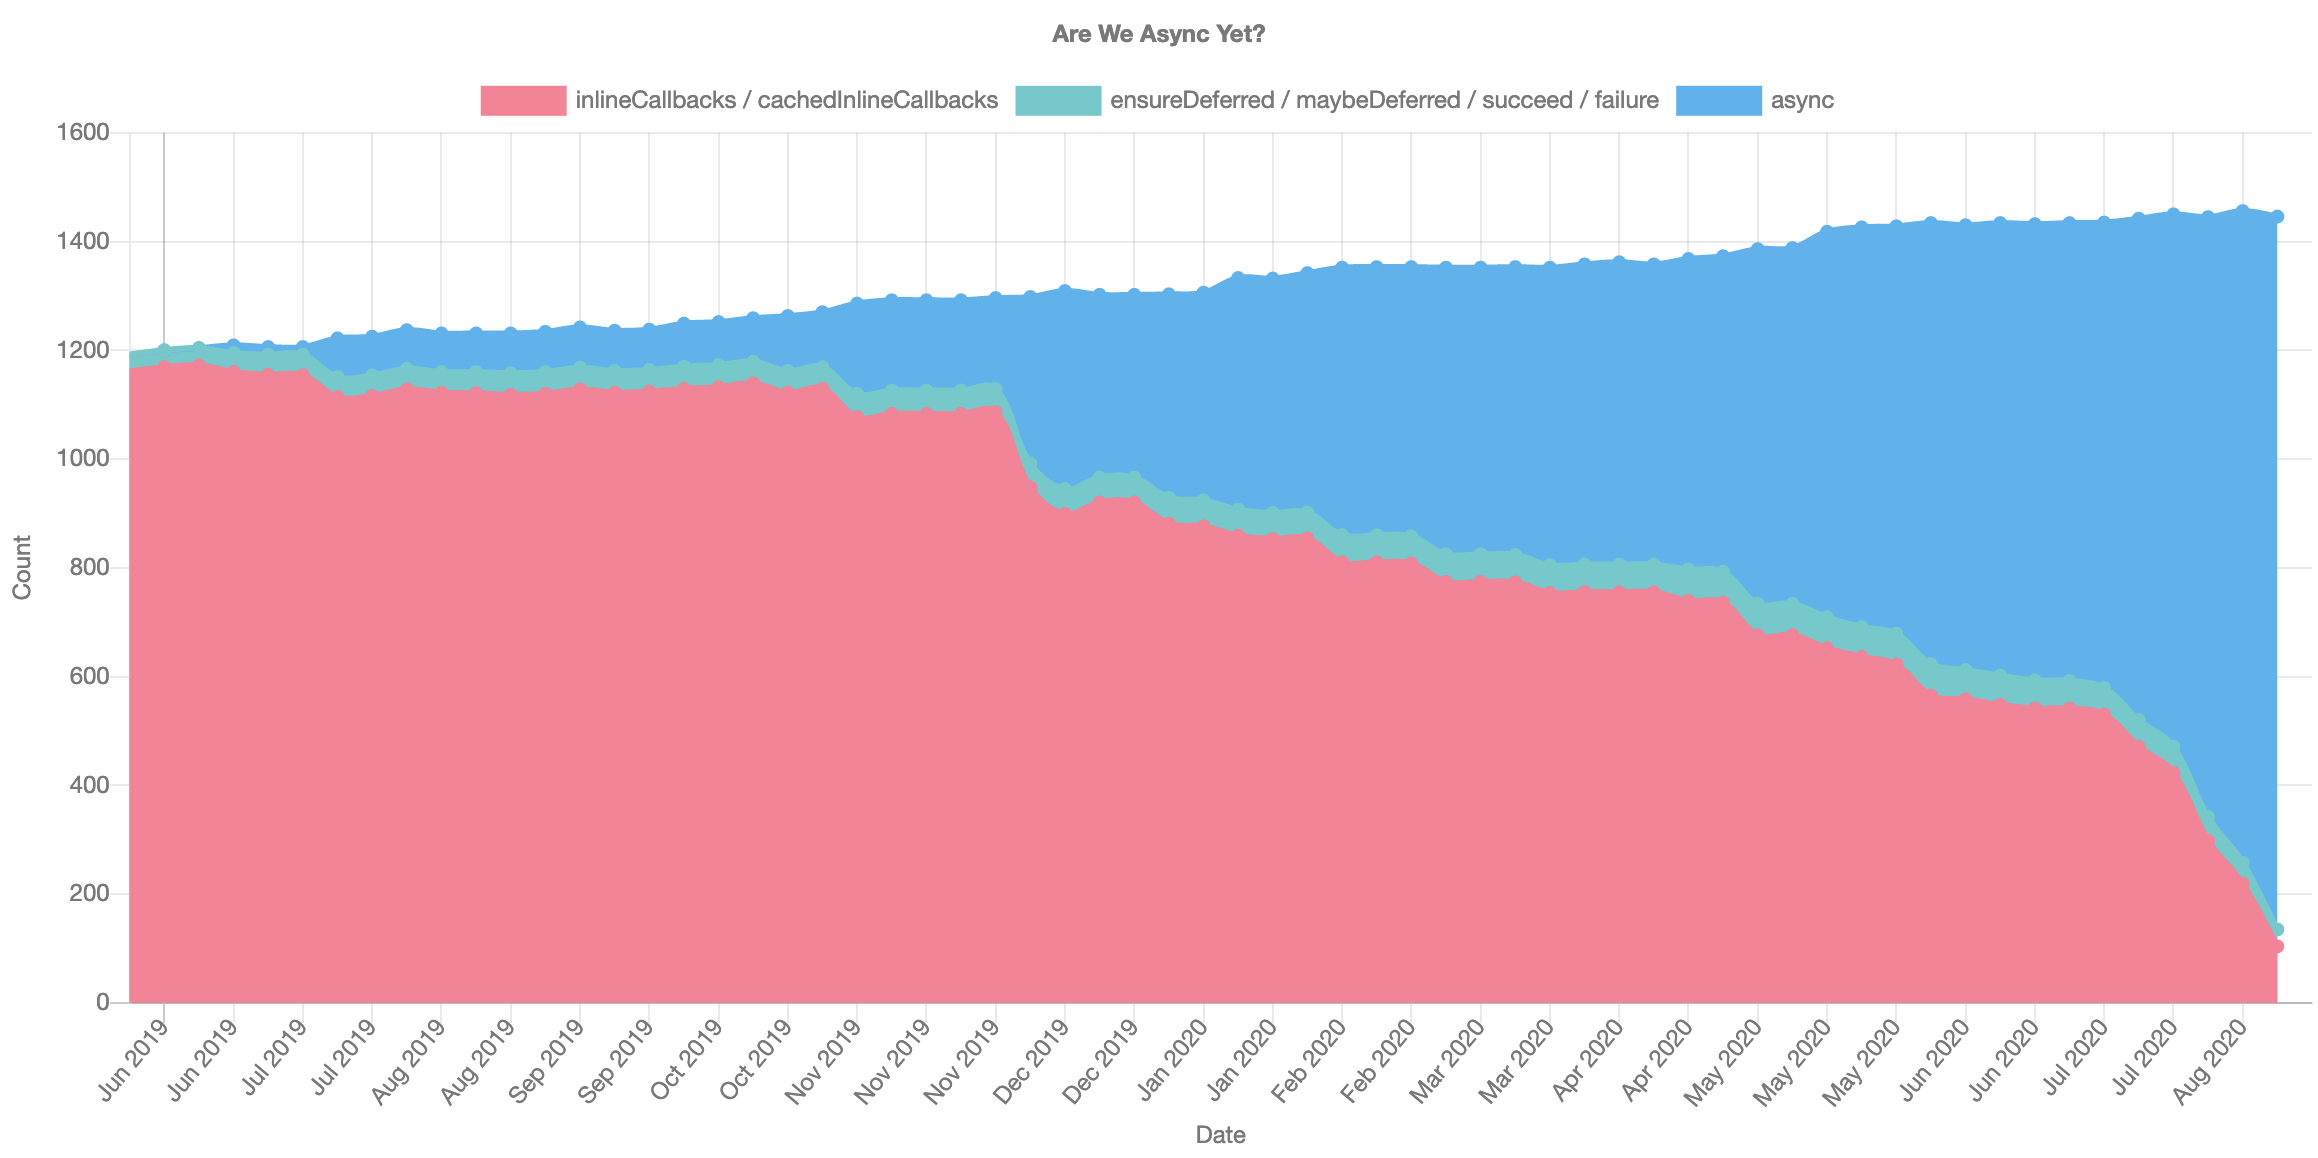 Are We Async Yet?
inlineCallbacks / cachedInlineCallbacks
ensureDeferred / maybeDeferred / succeed / failure
async
1600
1400
1200
1000
800
600
400
200
0
Count
Jun 2019
Jun 2019
Jul 2019
Jul 2019
Aug 2019
Aug 2019
Sep 2019
Sep 2019
Oct 2019
Oct 2019
Nov 2019
Nov 2019
Nov 2019
Dec 2019
Dec 2019
Jan 2020
Jan 2020
Feb 2020
Feb 2020
Mar 2020
Mar 2020
Apr 2020
Apr 2020
May 2020
May 2020
May 2020
Jun 2020
Jun 2020
Jul 2020
Jul 2020
Aug 2020
Date